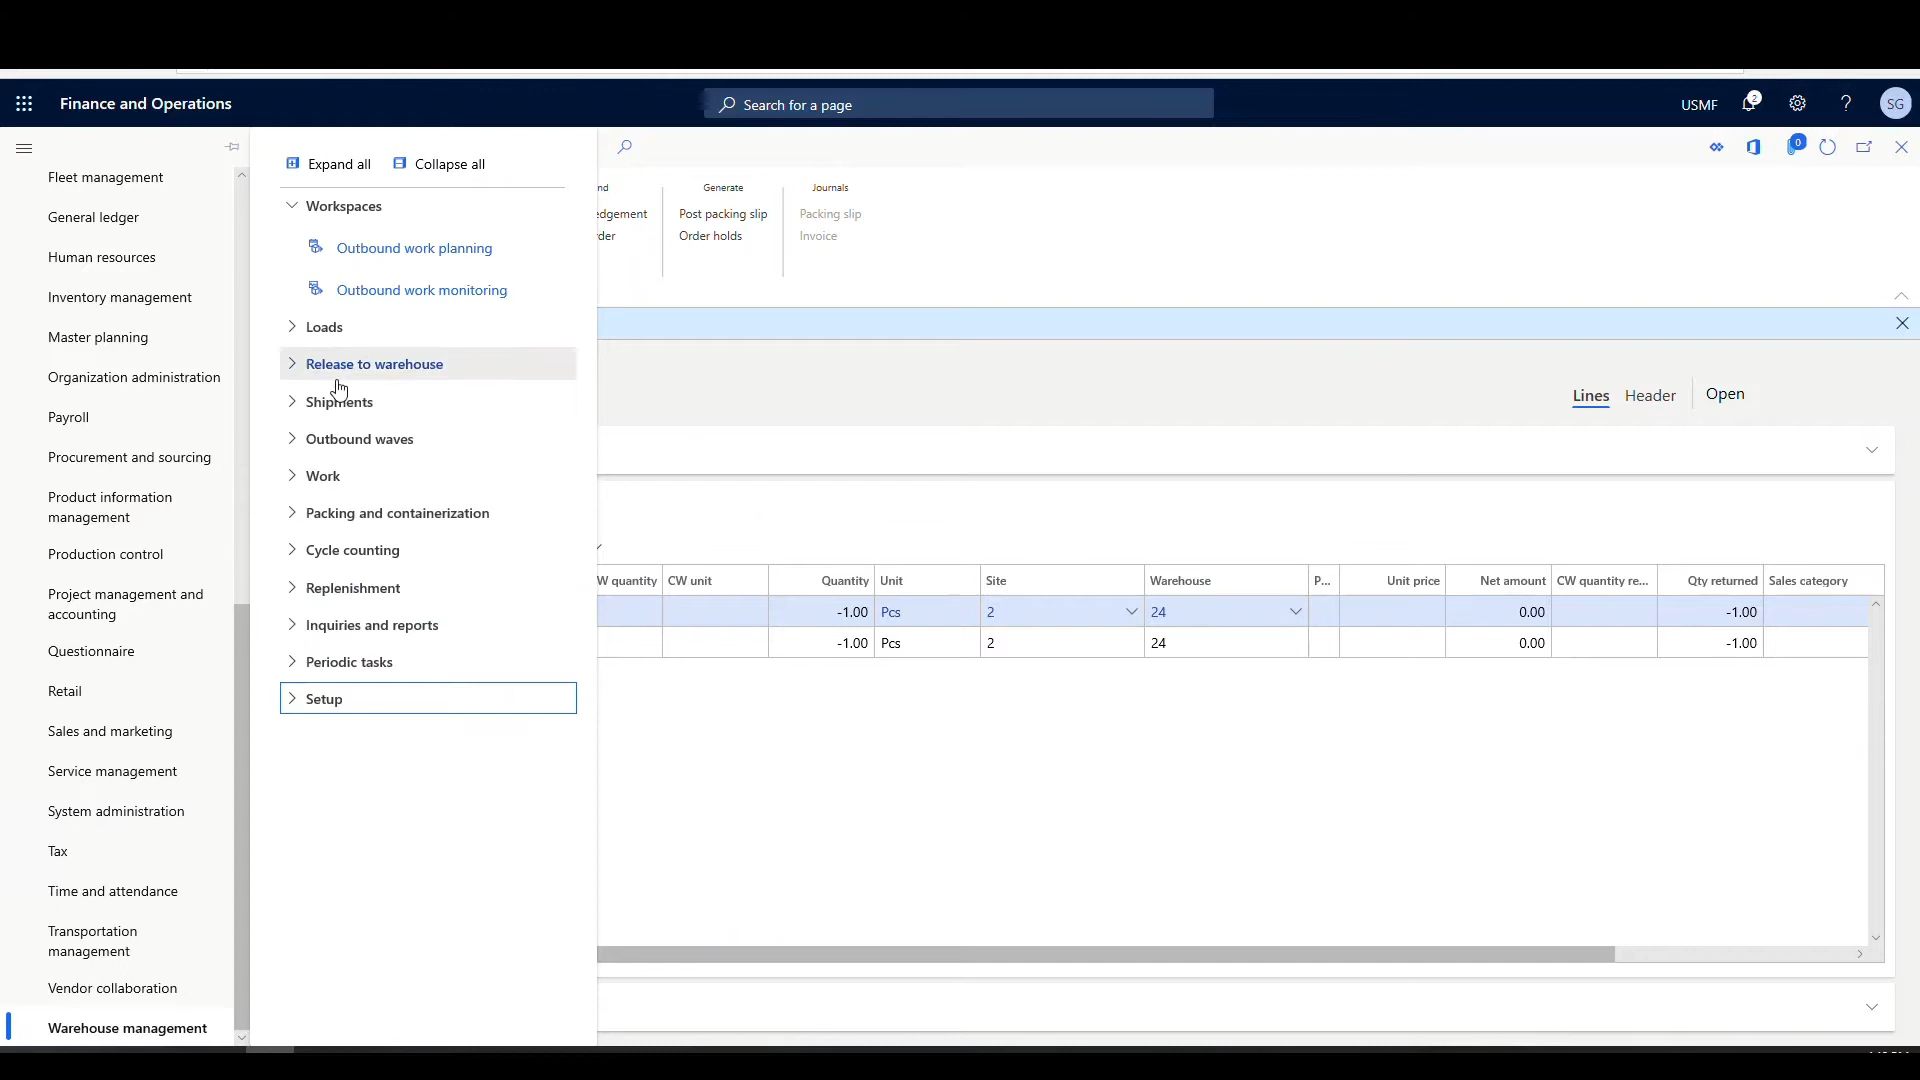 Finance and Operations
Search for a page
USMF
2
SG
0
Fleet management
General ledger
Human resources
Inventory management
Master planning
Organization administration
Payroll
Procurement and sourcing
Product information
management
Production control
Project management and
accounting
Questionnaire
Retail
Sales and marketing
Service management
System administration
Tax
Time and attendance
Transportation
management
Vendor collaboration
Warehouse management
Expand all
Collapse all
Workspaces
Outbound work planning
Outbound work monitoring
Loads
Release to warehouse
Shipments
Outbound waves
Work
Packing and containerization
Cycle counting
Replenishment
Inquiries and reports
Periodic tasks
Setup
nd
edgement
der
Generate
Post packing slip
Order holds
Journals
Packing slip
Invoice
Lines
Header
Open
W quantity CW unit Quantity Unit Site Warehouse P... Unit price Net amount CW quantity re... Qty returned Sales category
-1.00 Pcs 2 24 0.00 -1.00
-1.00 Pcs 2 24 0.00 -1.00